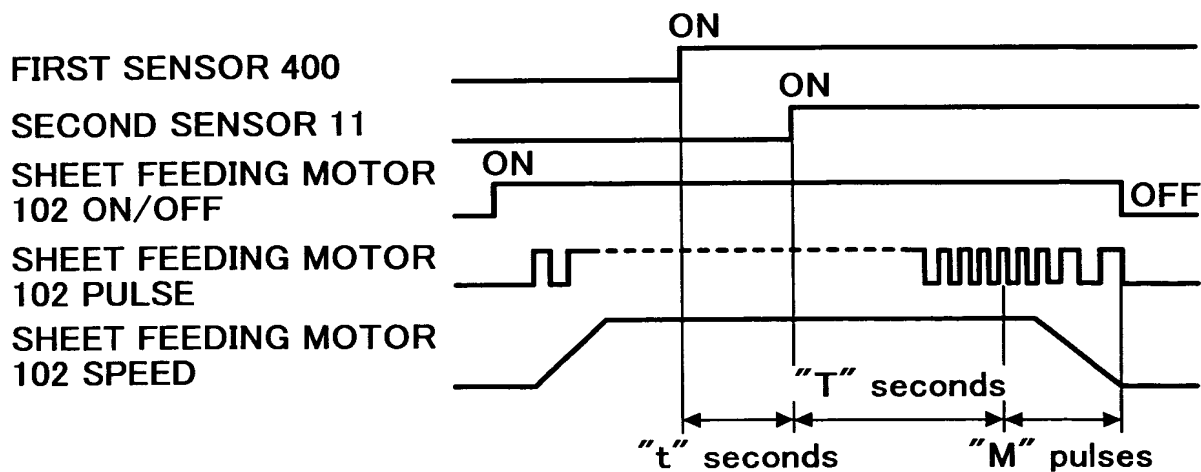 ON
FIRST SENSOR 400
ON
SECOND SENSOR 11
ON
SHEET FEEDING MOTOR
102 ON/OFF
OFF
SHEET FEEDING MOTOR
102 PULSE
SHEET FEEDING MOTOR
102 SPEED
"T" seconds
"t" seconds
"M" pulses